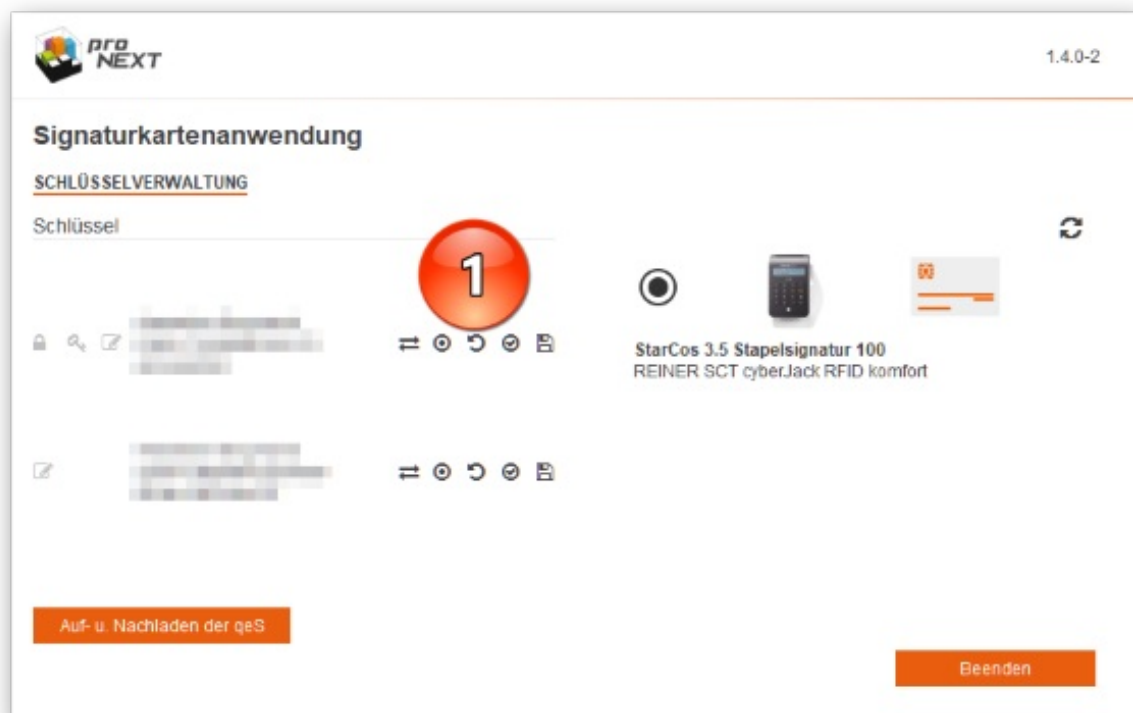 pro
NEXT
1.4.0-2
Signaturkartenanwendung
SCHLÜSSELVERWALTUNG
Schlüssel
1
StarCos 3.5 Stapelsignatur 100
REINER SCT cyberJack RFID komfort
Auf- u. Nachladen der qeS
Beenden